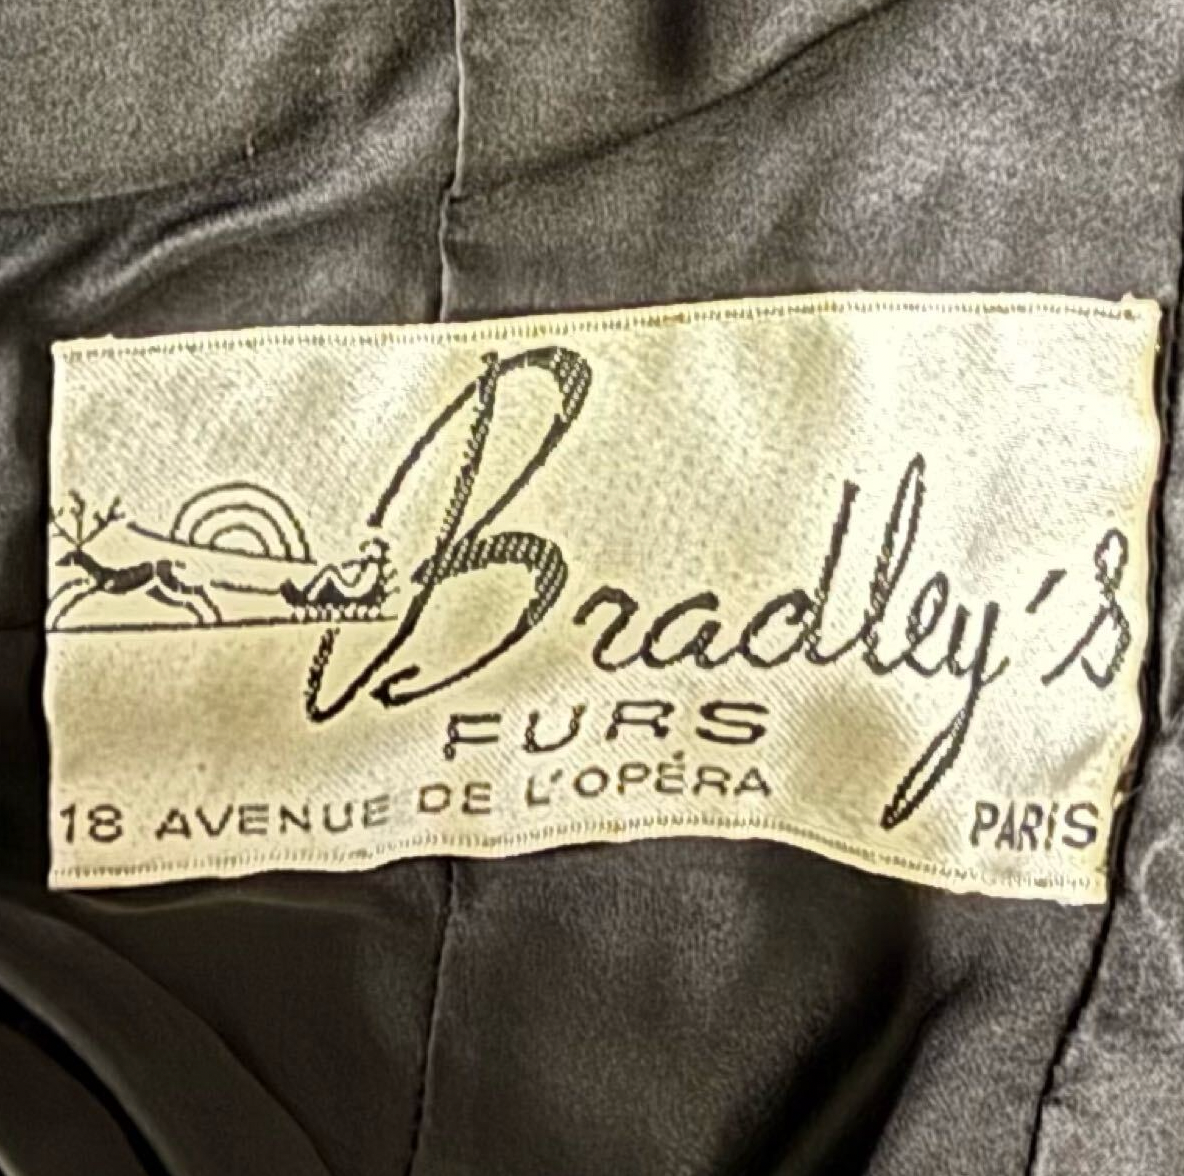 Bradley's
FURS
18 AVENUE DE L'OPÉRA PARIS